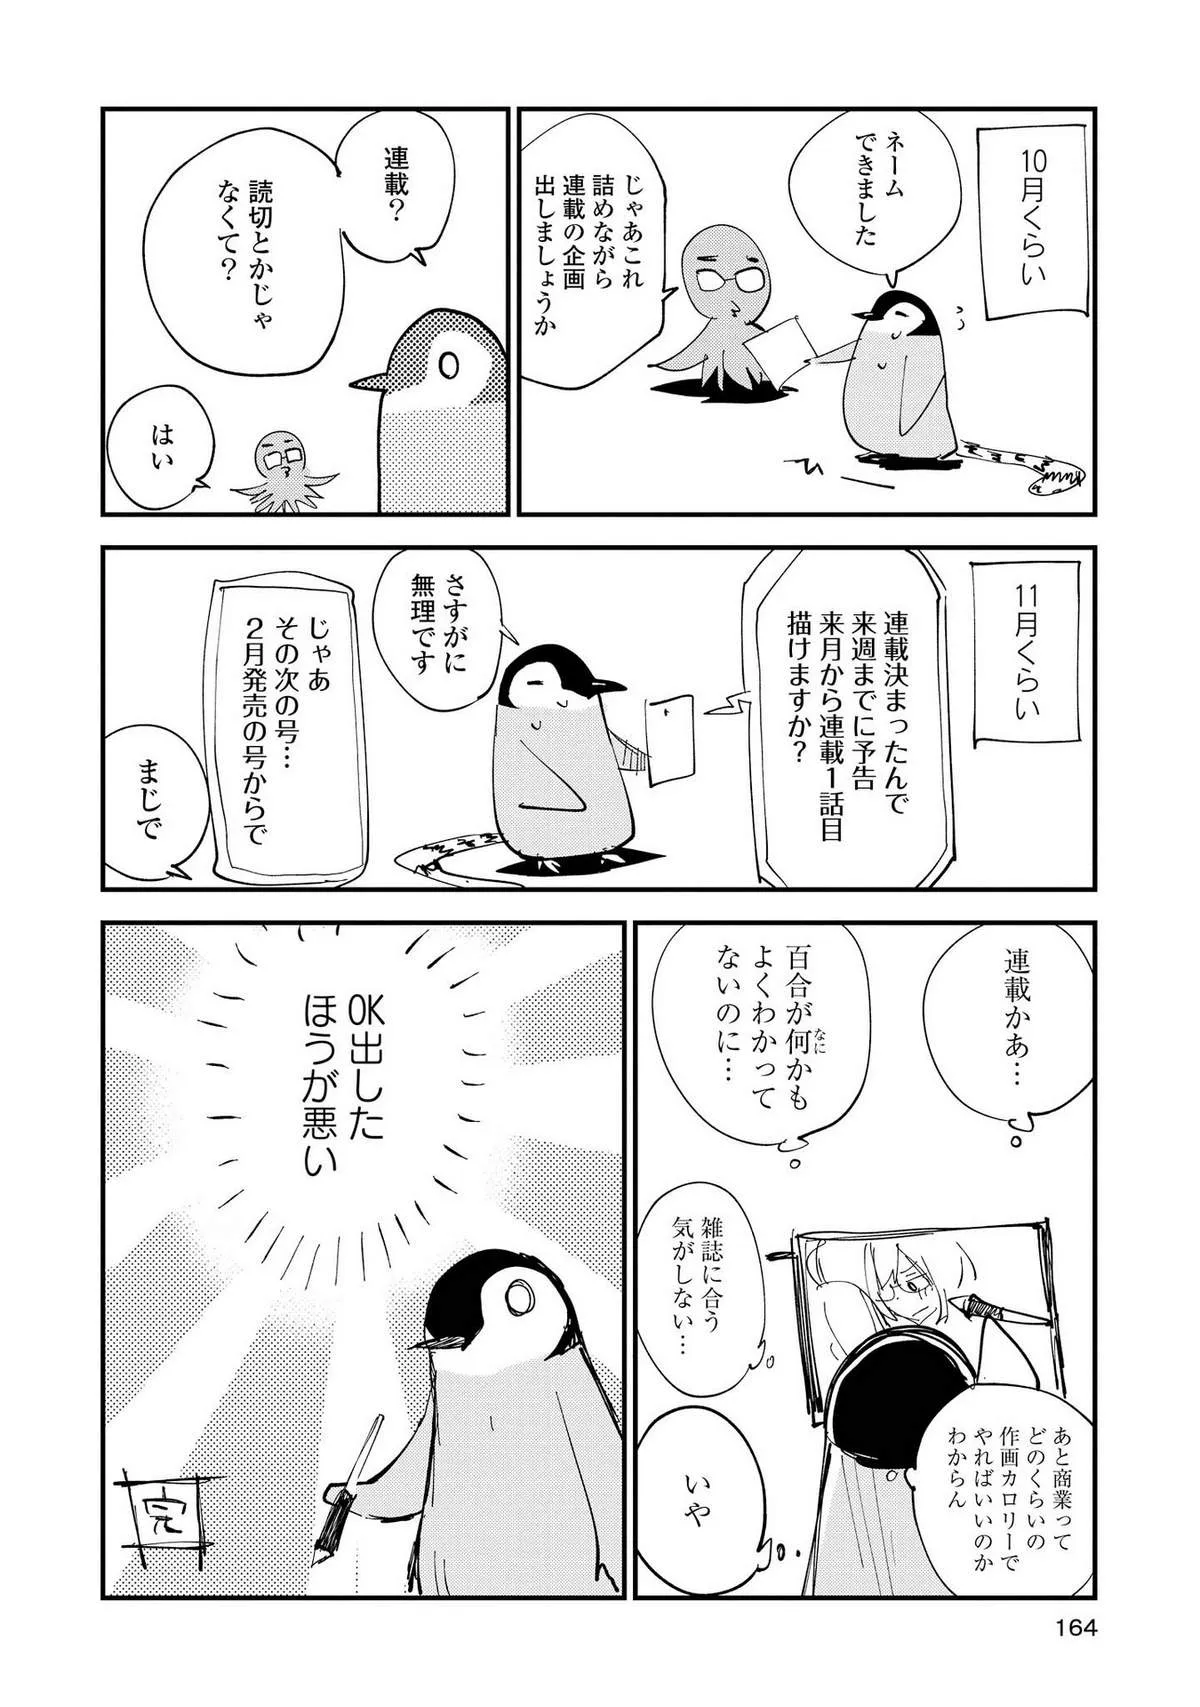 10月くらい
ネーム
できました
じゃあこれ
詰めながら
連載の企画
出しましょうか
連載？
読切とかじゃ
なくて？
はい
11月くらい
連載決まったんで
来週までに予告
来月から連載1話目
描けますか？
さすがに
無理です
じゃあ
その次の号…
2月発売の号からで
まじで
連載かあ…
百合が何かも
なに
よくわかって
ないのに…
雑誌に合う
気がしない…
あと商業って
どのくらいの
作画カロリーで
やればいいのか
わからん
いや
OK出した
ほうが悪い
完
164